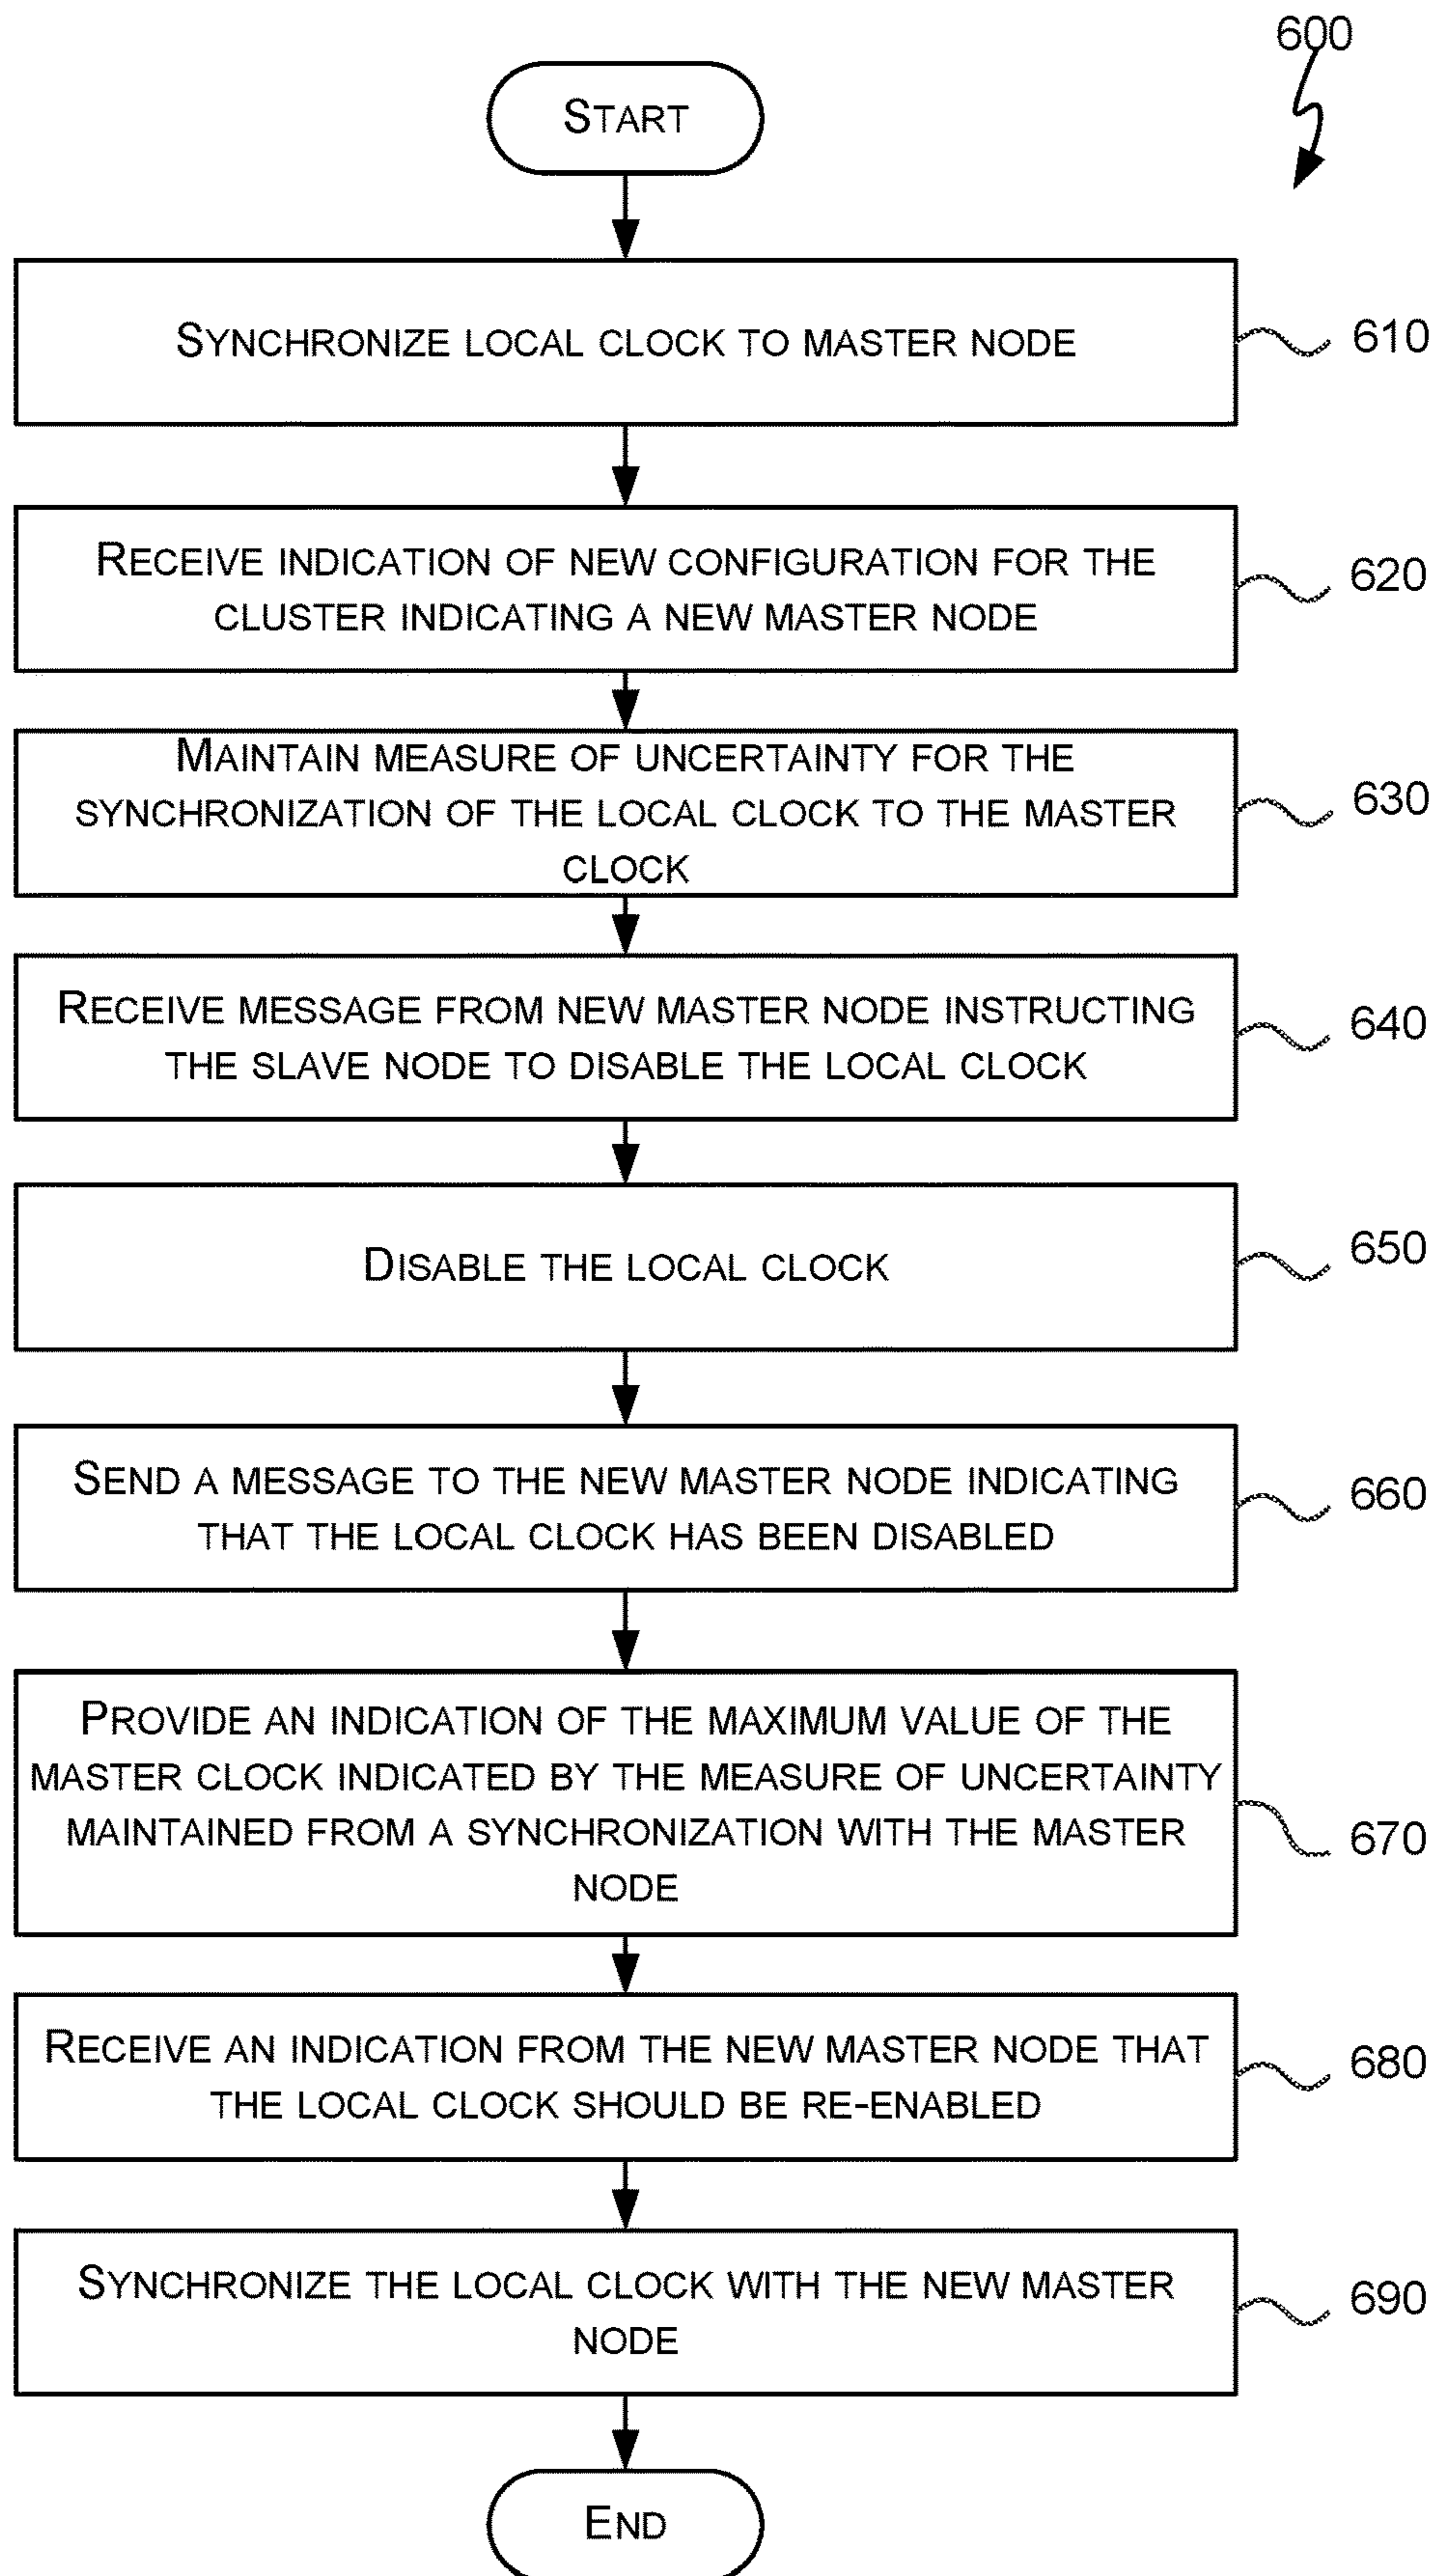 600
START
SYNCHRONIZE LOCAL CLOCK TO MASTER NODE
610
RECEIVE INDICATION OF NEW CONFIGURATION FOR THE
CLUSTER INDICATING A NEW MASTER NODE
620
MAINTAIN MEASURE OF UNCERTAINTY FOR THE
SYNCHRONIZATION OF THE LOCAL CLOCK TO THE MASTER
CLOCK
630
RECEIVE MESSAGE FROM NEW MASTER NODE INSTRUCTING
THE SLAVE NODE TO DISABLE THE LOCAL CLOCK
640
DISABLE THE LOCAL CLOCK
650
SEND A MESSAGE TO THE NEW MASTER NODE INDICATING
THAT THE LOCAL CLOCK HAS BEEN DISABLED
660
PROVIDE AN INDICATION OF THE MAXIMUM VALUE OF THE
MASTER CLOCK INDICATED BY THE MEASURE OF UNCERTAINTY
MAINTAINED FROM A SYNCHRONIZATION WITH THE MASTER
NODE
670
RECEIVE AN INDICATION FROM THE NEW MASTER NODE THAT
THE LOCAL CLOCK SHOULD BE RE-ENABLED
680
SYNCHRONIZE THE LOCAL CLOCK WITH THE NEW MASTER
NODE
690
END